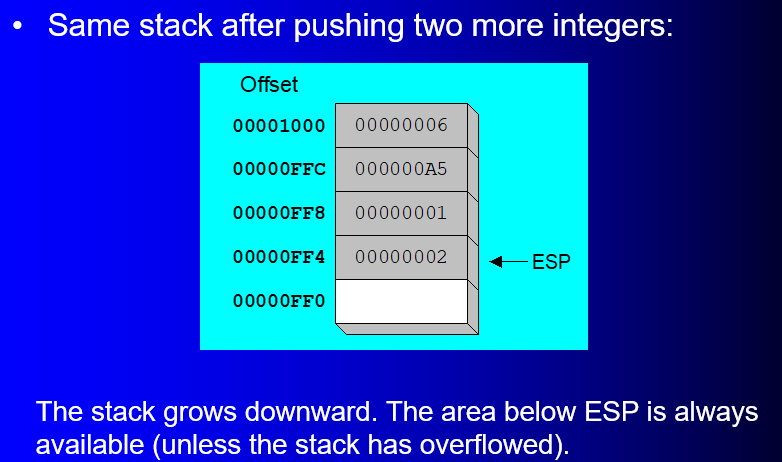 • Same stack after pushing two more integers:
Offset
00001000 00000006
00000FFC 000000A5
00000FF8 00000001
00000FF4 00000002 ESP
00000FF0
The stack grows downward. The area below ESP is always
available (unless the stack has overflowed).